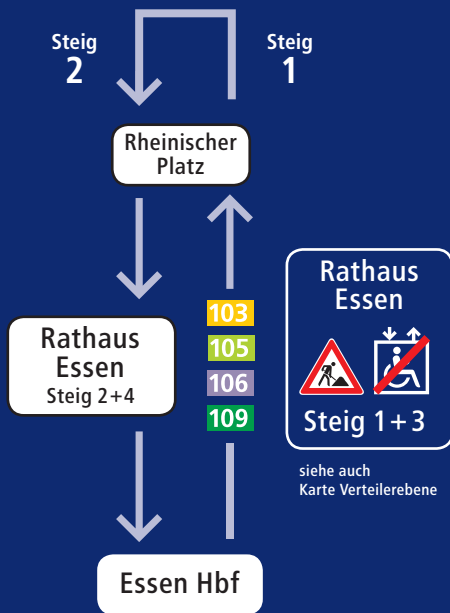 Steig
2
Steig
1
Rheinischer
Platz
103
105
106
109
Rathaus
Essen
Steig 2+4
Rathaus
Essen
Steig 1+3
siehe auch
Karte Verteilerebene
Essen Hbf